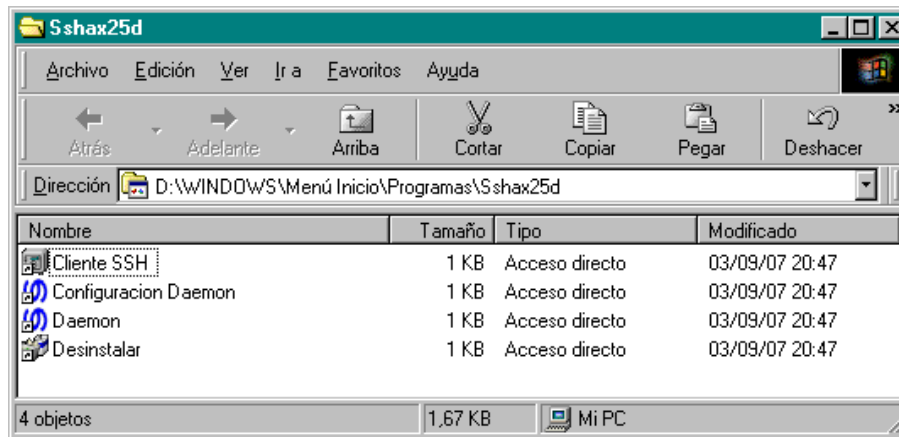 Sshax25d
Archivo Edición Ver Ir a Favoritos Ayuda
Atrás Adelante Arriba Cortar Copiar Pegar Deshacer »
Dirección D:\WINDOWS\Menú Inicio\Programas\Sshax25d
Nombre Tamaño Tipo Modificado
Cliente SSH 1 KB Acceso directo 03/09/07 20:47
Configuracion Daemon 1 KB Acceso directo 03/09/07 20:47
Daemon 1 KB Acceso directo 03/09/07 20:47
Desinstalar 1 KB Acceso directo 03/09/07 20:47
4 objetos 1,67 KB Mi PC